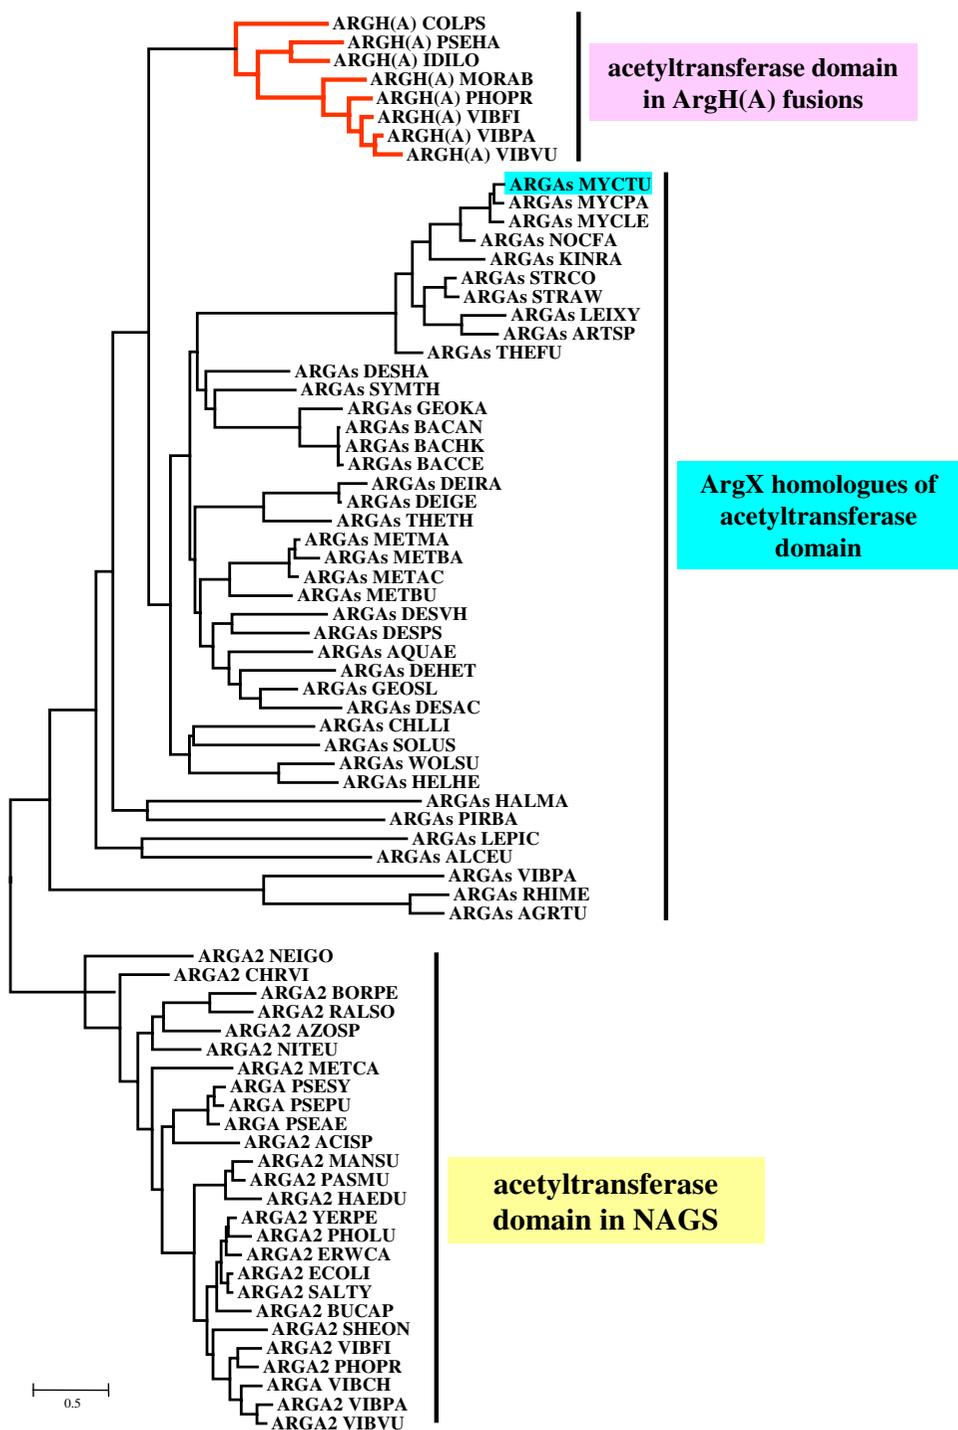 ARGH(A) COLPS
ARGH(A) PSEHA
ARGH(A) IDILO
ARGH(A) MORAB
ARGH(A) PHOPR
ARGH(A) VIBFI
ARGH(A) VIBPA
ARGH(A) VIBVU
acetyltransferase domain
in ArgH(A) fusions
ARGAs MYCTU
ARGAs MYCPA
ARGAs MYCLE
ARGAs NOCFA
ARGAs KINRA
ARGAs STRCO
ARGAs STRAW
ARGAs LEIXY
ARGAs ARTSP
ARGAs THEFU
ARGAs DESHA
ARGAs SYMTH
ARGAs GEOKA
ARGAs BACAN
ARGAs BACHK
ARGAs BACCE
ARGAs DEIRA
ARGAs DEIGE
ARGAs THETH
ARGAs METMA
ARGAs METBA
ARGAs METAC
ARGAs METBU
ARGAs DESVH
ARGAs DESPS
ARGAs AQUAE
ARGAs DEHET
ARGAs GEOSL
ARGAs DESAC
ARGAs CHLLI
ARGAs SOLUS
ARGAs WOLSU
ARGAs HELHE
ARGAs HALMA
ARGAs PIRBA
ARGAs LEPIC
ARGAs ALCEU
ARGAs VIBPA
ARGAs RHIME
ARGAs AGRTU
ArgX homologues of
acetyltransferase
domain
ARGA2 NEIGO
ARGA2 CHRVI
ARGA2 BORPE
ARGA2 RALSO
ARGA2 AZOSP
ARGA2 NITEU
ARGA2 METCA
ARGA PSESY
ARGA PSEPU
ARGA PSEAE
ARGA2 ACISP
ARGA2 MANSU
ARGA2 PASMU
ARGA2 HAEDU
ARGA2 YERPE
ARGA2 PHOLU
ARGA2 ERWCA
ARGA2 ECOLI
ARGA2 SALTY
ARGA2 BUCAP
ARGA2 SHEON
ARGA2 VIBFI
ARGA2 PHOPR
ARGA VIBCH
ARGA2 VIBPA
ARGA2 VIBVU
acetyltransferase
domain in NAGS
0.5